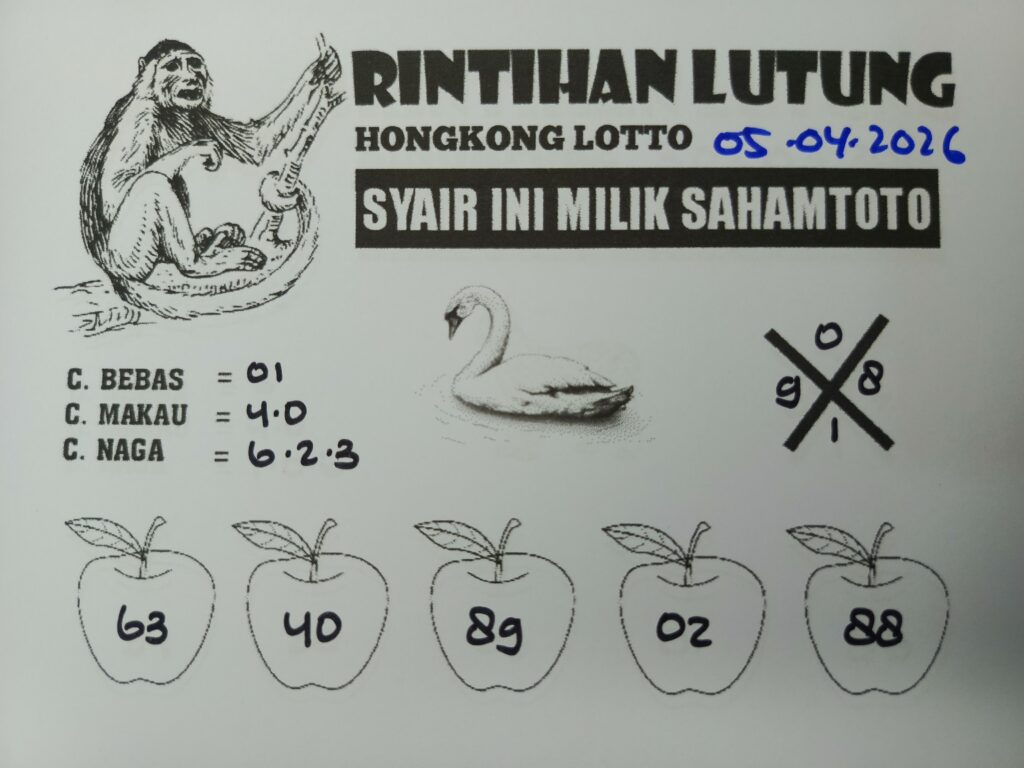 RINTIHAN LUTUNG
HONGKONG LOTTO 05.04.2026
SYAIR INI MILIK SAHAMTOTO
C. BEBAS = 01
C. MAKAU = 4.0
C. NAGA = 6.2.3
0
9 8
1
63 40 89 02 88